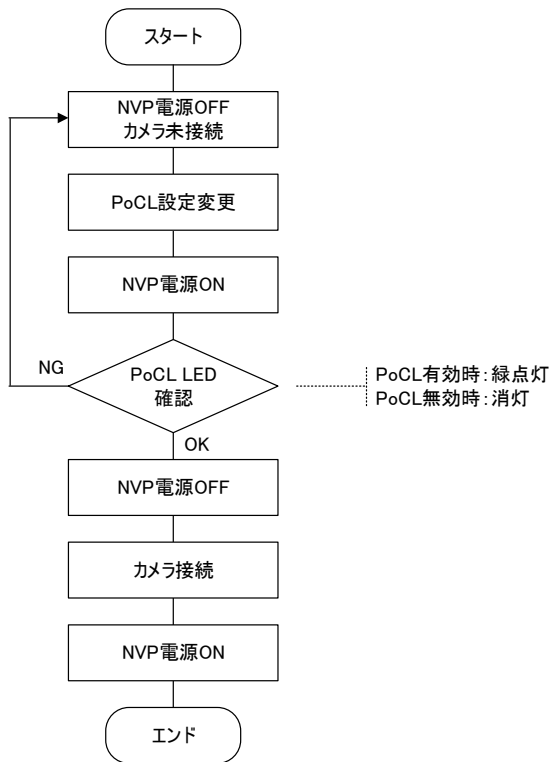 スタート
NVP電源OFF
カメラ未接続
PoCL設定変更
NVP電源ON
NG
PoCL LED
確認
PoCL有効時：緑点灯
PoCL無効時：消灯
OK
NVP電源OFF
カメラ接続
NVP電源ON
エンド